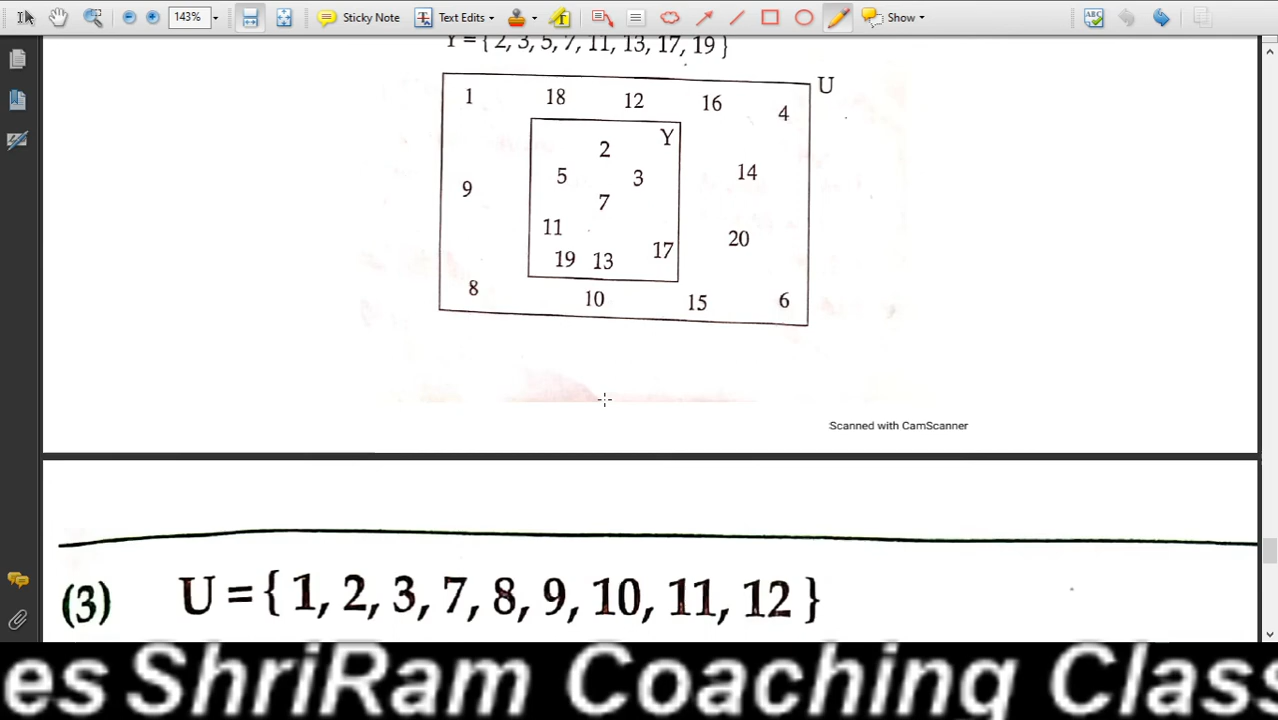 143%
Sticky Note
Text Edits
Show
Y = { 2, 3, 5, 7, 11, 13, 17, 19 }
U
1 18 12 16 4
Y
2
5 3 14
9
7
11
17 20
19 13
8 10 15 6
Scanned with CamScanner
(3) U = { 1, 2, 3, 7, 8, 9, 10, 11, 12 }
es ShriRam Coaching Class